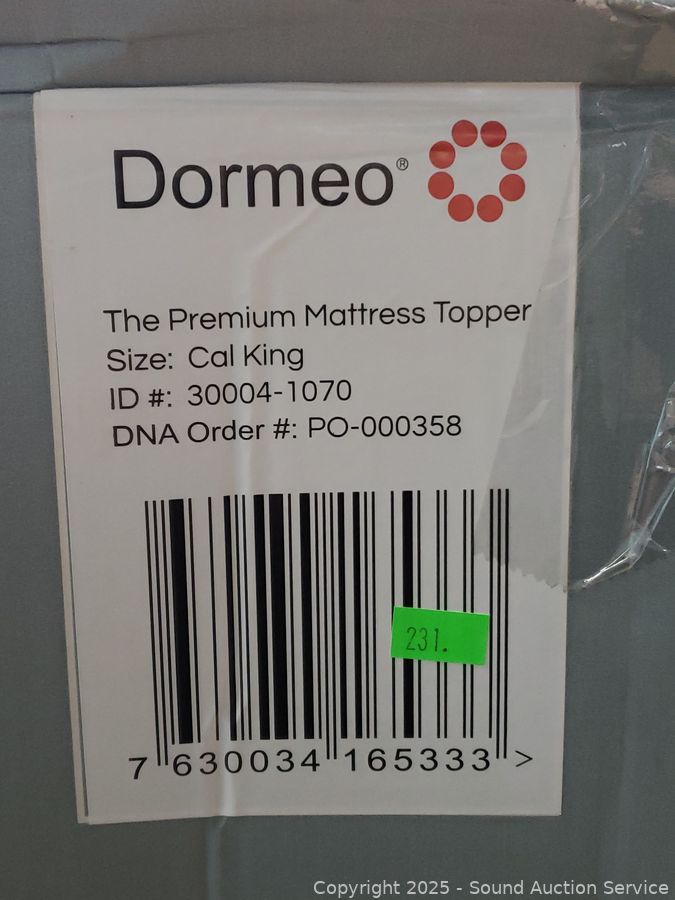 Dormeo®
The Premium Mattress Topper
Size: Cal King
ID #: 30004-1070
DNA Order #: PO-000358
231.
7 630034 165333 >
Copyright 2025 - Sound Auction Service